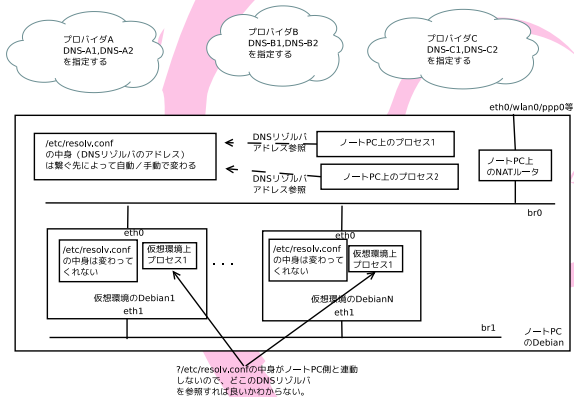 プロバイダA
DNS-A1,DNS-A2
を指定する
プロバイダB
DNS-B1,DNS-B2
を指定する
プロバイダC
DNS-C1,DNS-C2
を指定する
eth0/wlan0/ppp0等
/etc/resolv.conf
の中身（DNSリゾルバのアドレス）
は繋ぐ先によって自動／手動で変わる
DNSリゾルバ
アドレス参照
ノートPC上のプロセス1
DNSリゾルバ
アドレス参照
ノートPC上のプロセス2
ノートPC上
のNATルータ
br0
eth0
/etc/resolv.conf
の中身は変わって
くれない
仮想環境上
プロセス1
仮想環境のDebian1
eth1
・・・
eth0
/etc/resolv.conf
の中身は変わって
くれない
仮想環境上
プロセス1
仮想環境のDebianN
eth1
br1
ノートPC
のDebian
?/etc/resolv.confの中身がノートPC側と連動
しないので、どこのDNSリゾルバ
を参照すれば良いかわからない。